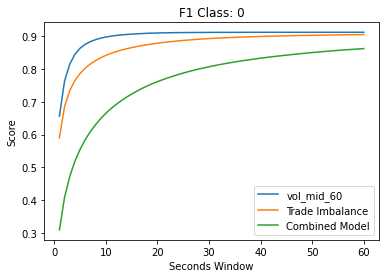 F1 Class: 0
0.9
0.8
0.7
0.6
0.5
0.4
0.3
Score
0 10 20 30 40 50 60
Seconds Window
vol_mid_60
Trade Imbalance
Combined Model